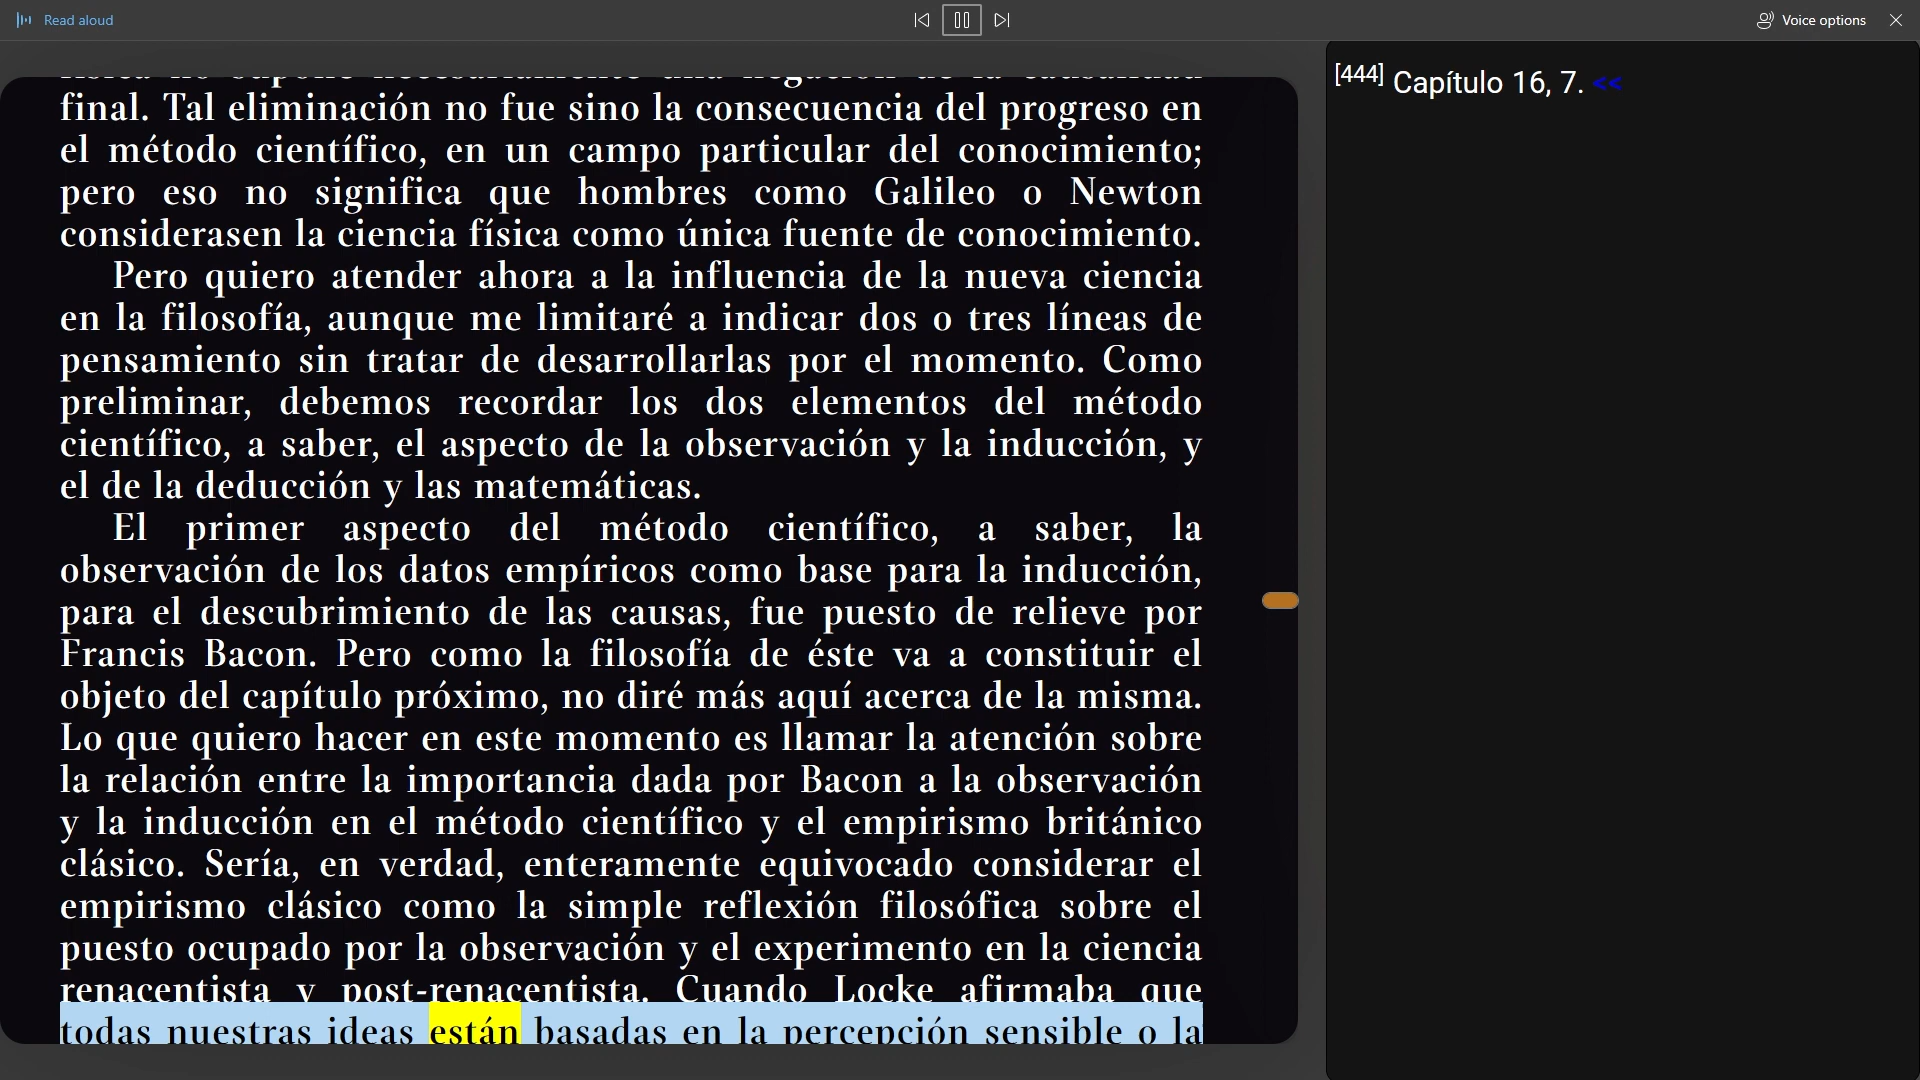 Read aloud
Voice options
final. Tal eliminación no fue sino la consecuencia del progreso en
el método científico, en un campo particular del conocimiento;
pero eso no significa que hombres como Galileo o Newton
considerasen la ciencia física como única fuente de conocimiento.
Pero quiero atender ahora a la influencia de la nueva ciencia
en la filosofía, aunque me limitaré a indicar dos o tres líneas de
pensamiento sin tratar de desarrollarlas por el momento. Como
preliminar, debemos recordar los dos elementos del método
científico, a saber, el aspecto de la observación y la inducción, y
el de la deducción y las matemáticas.
El primer aspecto del método científico, a saber, la
observación de los datos empíricos como base para la inducción,
para el descubrimiento de las causas, fue puesto de relieve por
Francis Bacon. Pero como la filosofía de éste va a constituir el
objeto del capítulo próximo, no diré más aquí acerca de la misma.
Lo que quiero hacer en este momento es llamar la atención sobre
la relación entre la importancia dada por Bacon a la observación
y la inducción en el método científico y el empirismo británico
clásico. Sería, en verdad, enteramente equivocado considerar el
empirismo clásico como la simple reflexión filosófica sobre el
puesto ocupado por la observación y el experimento en la ciencia
renacentista y post-renacentista. Cuando Locke afirmaba que
todas nuestras ideas están basadas en la percepción sensible o la
[444] Capítulo 16, 7. <<